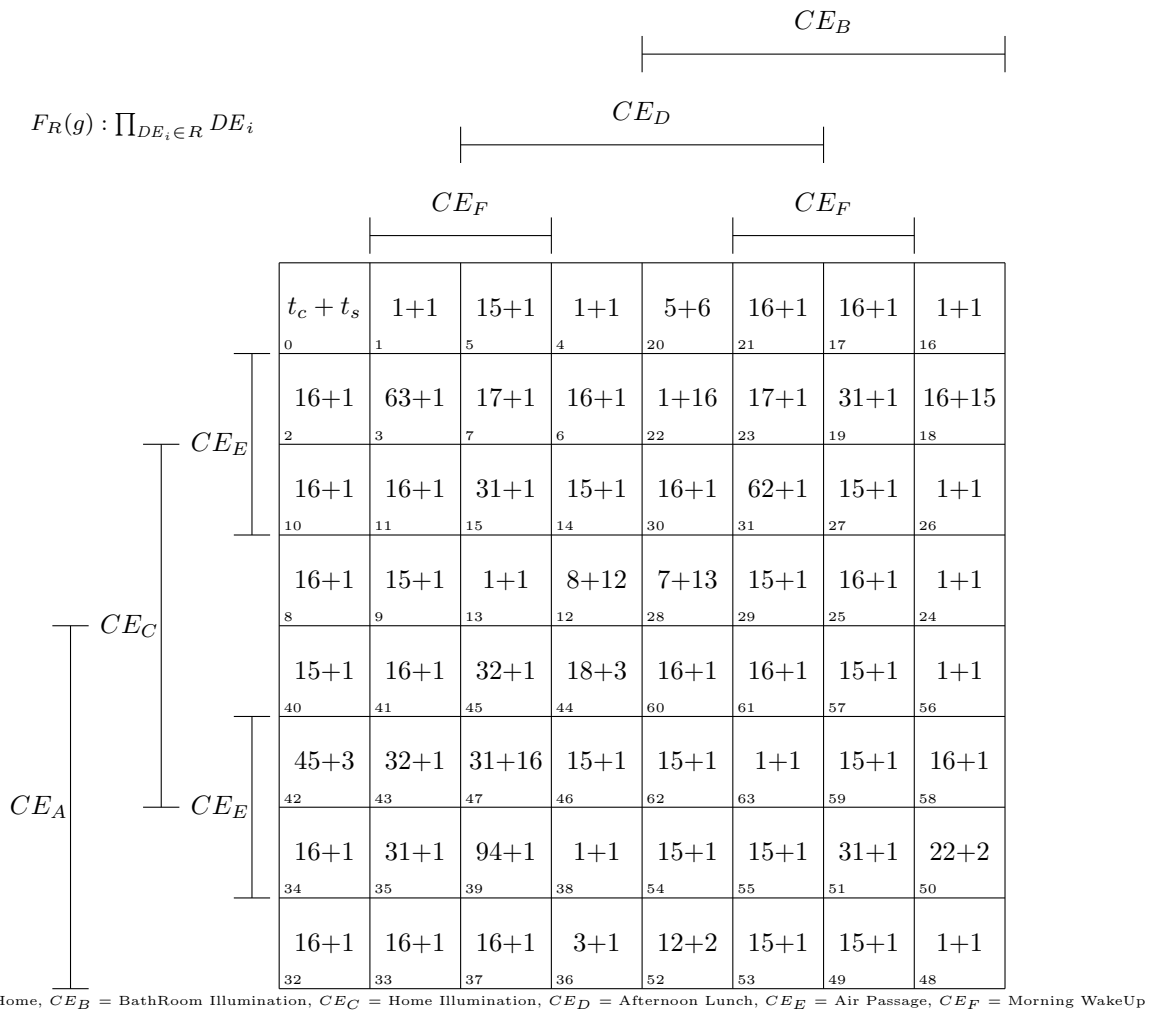 CE_B
F_R(g) : ∏_{DE_i∈R} DE_i
CE_D
CE_F CE_F
t_c + t_s 1+1 15+1 1+1 5+6 16+1 16+1 1+1
0 1 5 4 20 21 17 16
16+1 63+1 17+1 16+1 1+16 17+1 31+1 16+15
2 3 7 6 22 23 19 18
CE_E
16+1 16+1 31+1 15+1 16+1 62+1 15+1 1+1
10 11 15 14 30 31 27 26
16+1 15+1 1+1 8+12 7+13 15+1 16+1 1+1
8 9 13 12 28 29 25 24
CE_C
15+1 16+1 32+1 18+3 16+1 16+1 15+1 1+1
40 41 45 44 60 61 57 56
45+3 32+1 31+16 15+1 15+1 1+1 15+1 16+1
42 43 47 46 62 63 59 58
CE_A CE_E
16+1 31+1 94+1 1+1 15+1 15+1 31+1 22+2
34 35 39 38 54 55 51 50
16+1 16+1 16+1 3+1 12+2 15+1 15+1 1+1
32 33 37 36 52 53 49 48
Home, CE_B = BathRoom Illumination, CE_C = Home Illumination, CE_D = Afternoon Lunch, CE_E = Air Passage, CE_F = Morning WakeUp